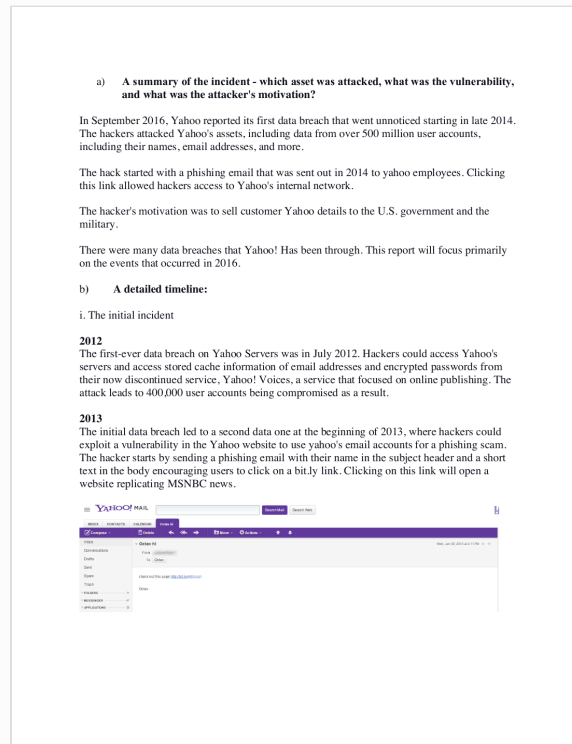 a) A summary of the incident - which asset was attacked, what was the vulnerability,
and what was the attacker's motivation?
In September 2016, Yahoo reported its first data breach that went unnoticed starting in late 2014.
The hackers attacked Yahoo's assets, including data from over 500 million user accounts,
including their names, email addresses, and more.
The hack started with a phishing email that was sent out in 2014 to yahoo employees. Clicking
this link allowed hackers access to Yahoo's internal network.
The hacker's motivation was to sell customer Yahoo details to the U.S. government and the
military.
There were many data breaches that Yahoo! Has been through. This report will focus primarily
on the events that occurred in 2016.
b) A detailed timeline:
i. The initial incident
2012
The first-ever data breach on Yahoo Servers was in July 2012. Hackers could access Yahoo's
servers and access stored cache information of email addresses and encrypted passwords from
their now discontinued service, Yahoo! Voices, a service that focused on online publishing. The
attack leads to 400,000 user accounts being compromised as a result.
2013
The initial data breach led to a second data one at the beginning of 2013, where hackers could
exploit a vulnerability in the Yahoo website to use yahoo's email accounts for a phishing scam.
The hacker starts by sending a phishing email with their name in the subject header and a short
text in the body encouraging users to click on a bit.ly link. Clicking on this link will open a
website replicating MSNBC news.
YAHOO! MAIL Search Mail Search Web
INBOX CONTACTS CALENDAR
Compose Delete Move Actions
Inbox
Conversations
From
Drafts To
Sent
Spam
Trash
FOLDERS
MESSENGER
APPLICATIONS